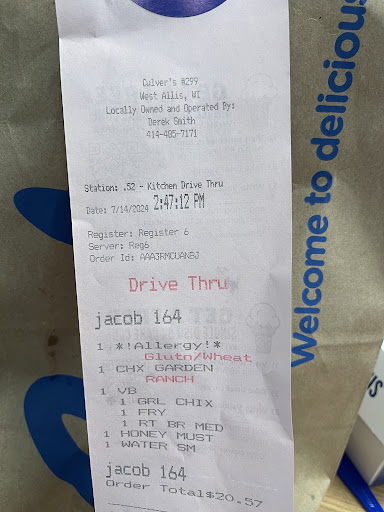 Culver's #299
West Allis, WI
Locally Owned and Operated By:
Derek Smith
414-485-7171
Station: .52 - Kitchen Drive Thru
Date: 7/14/2024 2:47:12 PM
Register: Register 6
Server: Reg6
Order Id: AAA3RMCUANBJ
Drive Thru
jacob 164
1 *!Allergy!*
Glutn/Wheat
1 CHX GARDEN
RANCH
1 VB
1 GRL CHIX
1 FRY
1 RT BR MED
1 HONEY MUST
1 WATER SM
jacob 164
Order Total$20.57
Welcome to delicious